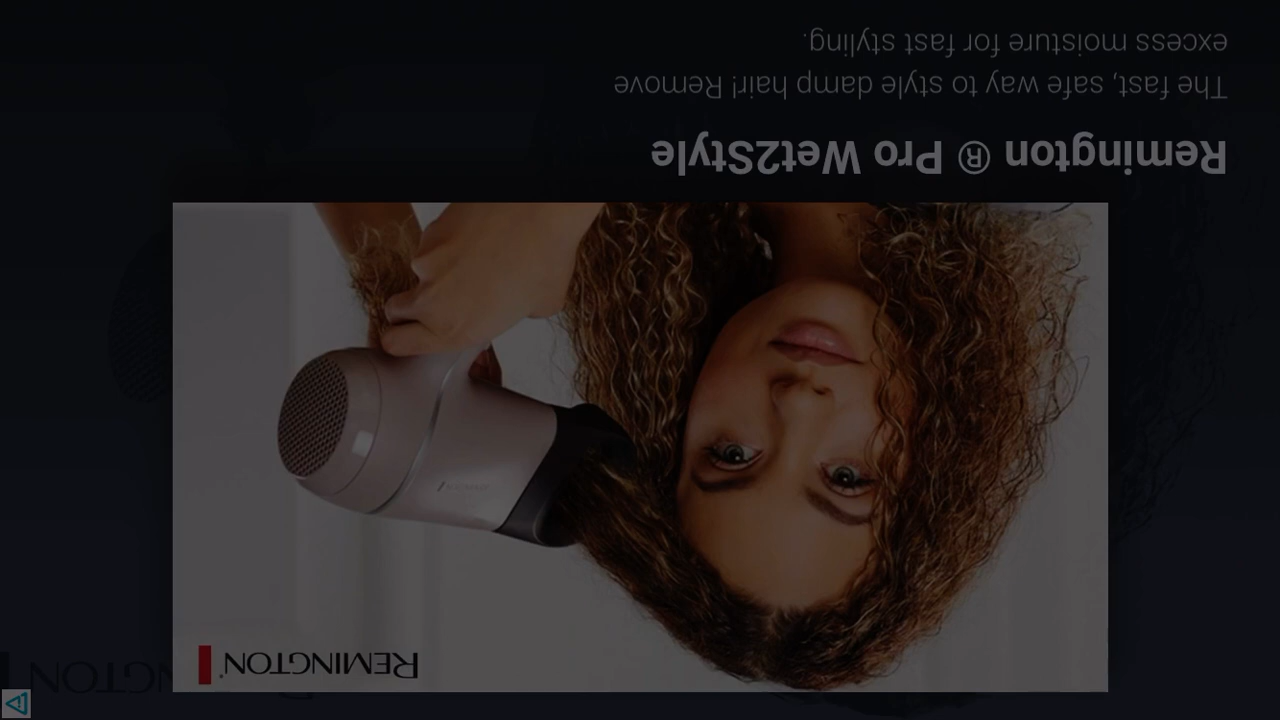 REMINGTON
Remington ® Pro Wet2Style
The fast, safe way to style damp hair! Remove
excess moisture for fast styling.